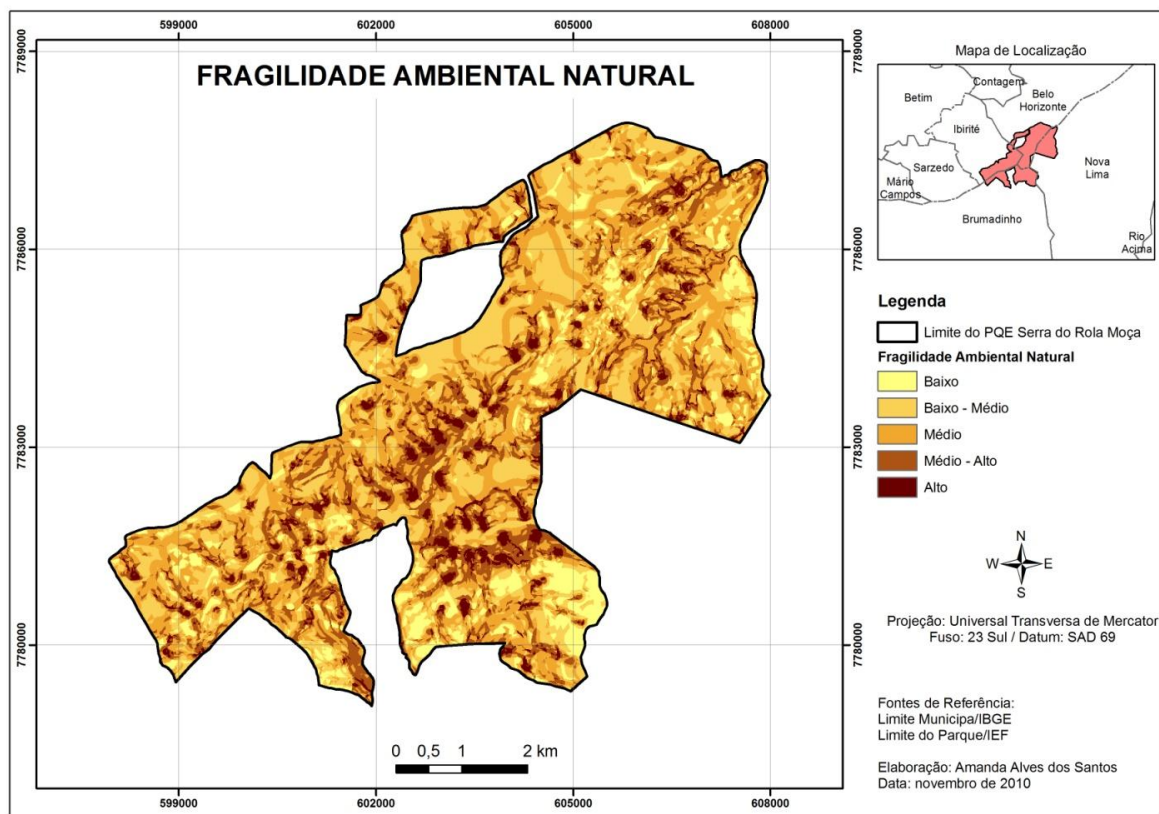 599000
602000
605000
608000
7789000
7789000
FRAGILIDADE AMBIENTAL NATURAL
7786000
7786000
7783000
7783000
7780000
7780000
0 0,5 1 2 km
599000
602000
605000
608000
Mapa de Localização
Contagem
Betim
Belo
Horizonte
Ibirité
Sarzedo
Nova
Lima
Mário
Campos
Brumadinho
Rio
Acima
Legenda
Limite do PQE Serra do Rola Moça
Fragilidade Ambiental Natural
Baixo
Baixo - Médio
Médio
Médio - Alto
Alto
N
W E
S
Projeção: Universal Transversa de Mercator
Fuso: 23 Sul / Datum: SAD 69
Fontes de Referência:
Limite Municipa/IBGE
Limite do Parque/IEF
Elaboração: Amanda Alves dos Santos
Data: novembro de 2010